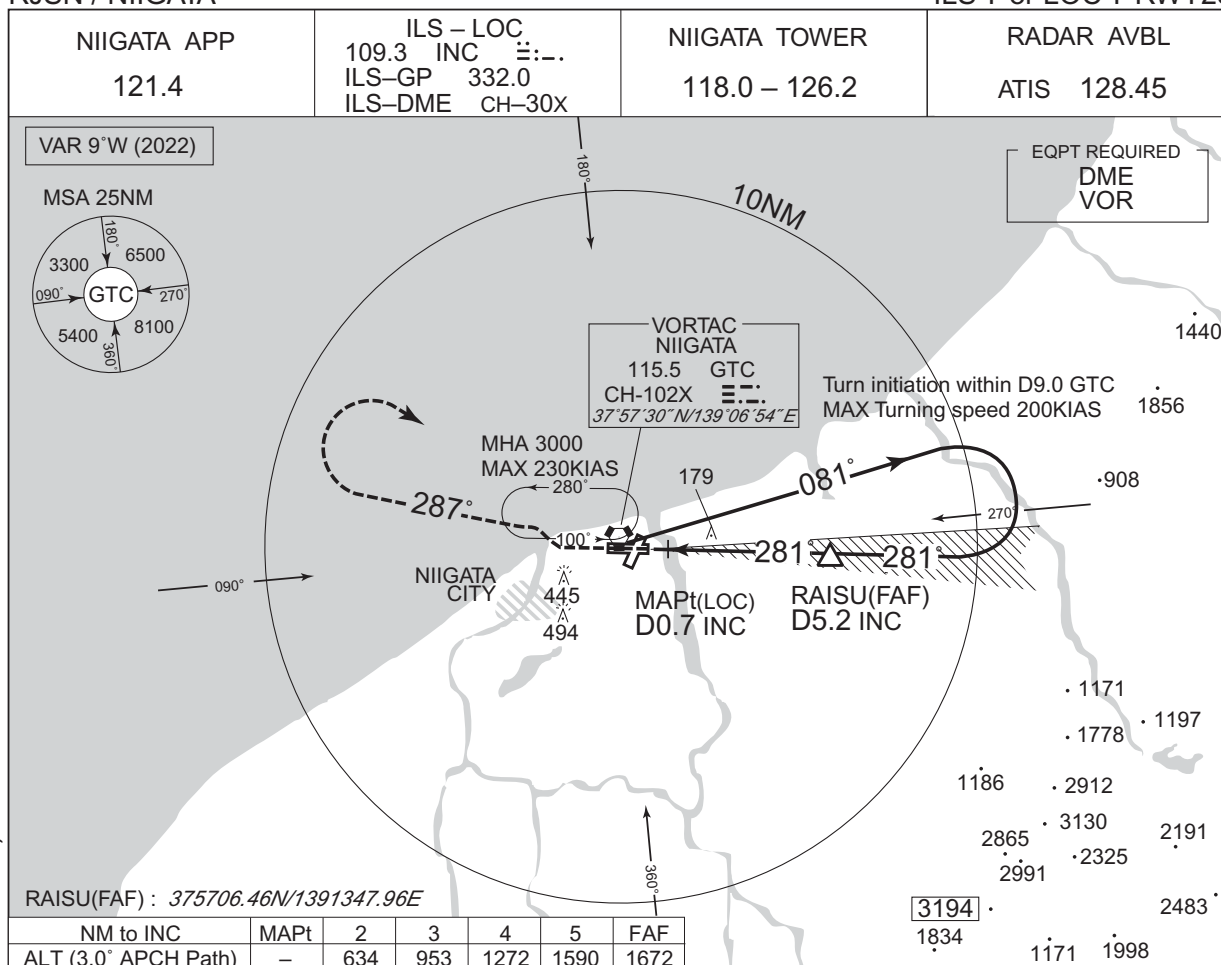 RJSN / NIIGATA
NIIGATA APP
121.4
ILS – LOC
109.3 INC
ILS–GP 332.0
ILS–DME CH–30X
NIIGATA TOWER
118.0 – 126.2
RADAR AVBL
ATIS 128.45
VAR 9°W (2022)
MSA 25NM
180°
3300
6500
090°
GTC
270°
5400
8100
360°
180°
10NM
EQPT REQUIRED
DME
VOR
VORTAC
NIIGATA
115.5 GTC
CH-102X
37°57′30″N/139°06′54″E
Turn initiation within D9.0 GTC
MAX Turning speed 200KIAS
1440
1856
MHA 3000
MAX 230KIAS
280°
100°
179
081°
908
287°
270°
281°
281°
090°
NIIGATA
CITY
445
494
MAPt(LOC)
D0.7 INC
RAISU(FAF)
D5.2 INC
1171
1197
1778
1186
2912
3130
2865
2191
2325
2991
360°
3194
2483
1834
1171
1998
RAISU(FAF) : 375706.46N/1391347.96E
NM to INC MAPt 2 3 4 5 FAF
ALT (3.0° APCH Path) – 634 953 1272 1590 1672